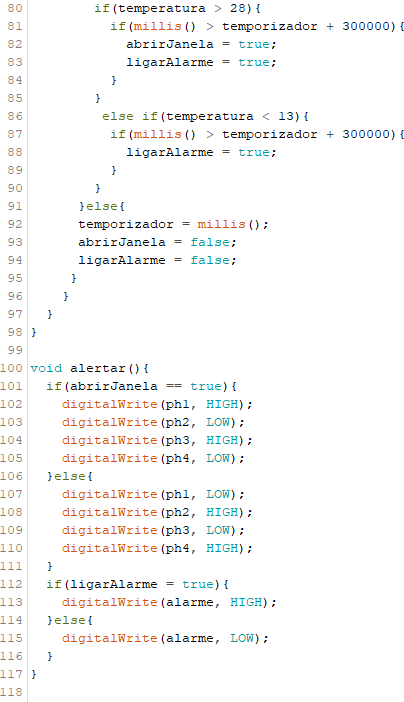 80 if(temperatura > 28){
81 if(millis() > temporizador + 300000){
82 abrirJanela = true;
83 ligarAlarme = true;
84 }
85 }
86 else if(temperatura < 13){
87 if(millis() > temporizador + 300000){
88 ligarAlarme = true;
89 }
90 }
91 }else{
92 temporizador = millis();
93 abrirJanela = false;
94 ligarAlarme = false;
95 }
96 }
97 }
98 }
99
100 void alertar(){
101 if(abrirJanela == true){
102 digitalWrite(ph1, HIGH);
103 digitalWrite(ph2, LOW);
104 digitalWrite(ph3, HIGH);
105 digitalWrite(ph4, LOW);
106 }else{
107 digitalWrite(ph1, LOW);
108 digitalWrite(ph2, HIGH);
109 digitalWrite(ph3, LOW);
110 digitalWrite(ph4, HIGH);
111 }
112 if(ligarAlarme = true){
113 digitalWrite(alarme, HIGH);
114 }else{
115 digitalWrite(alarme, LOW);
116 }
117 }
118